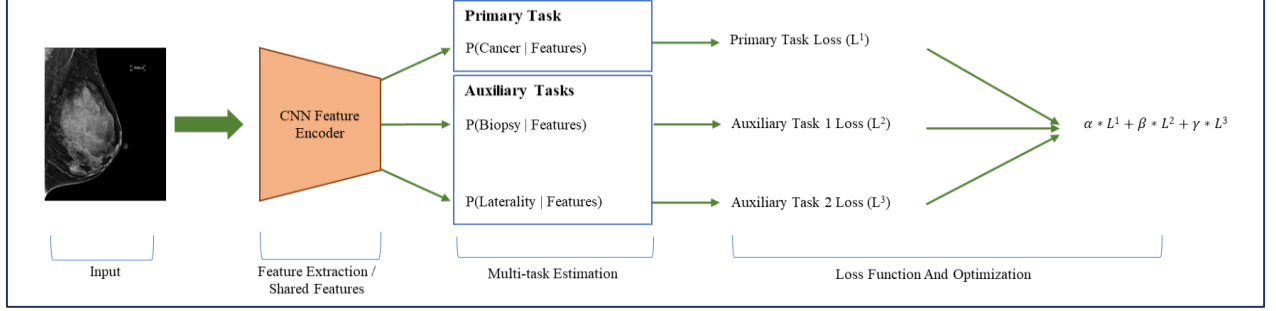 Primary Task
P(Cancer | Features)
Primary Task Loss (L¹)
Auxiliary Tasks
CNN Feature
Encoder
P(Biopsy | Features)
Auxiliary Task 1 Loss (L²)
α ∗ L¹ + β ∗ L² + γ ∗ L³
P(Laterality | Features)
Auxiliary Task 2 Loss (L³)
Input
Feature Extraction /
Shared Features
Multi-task Estimation
Loss Function And Optimization